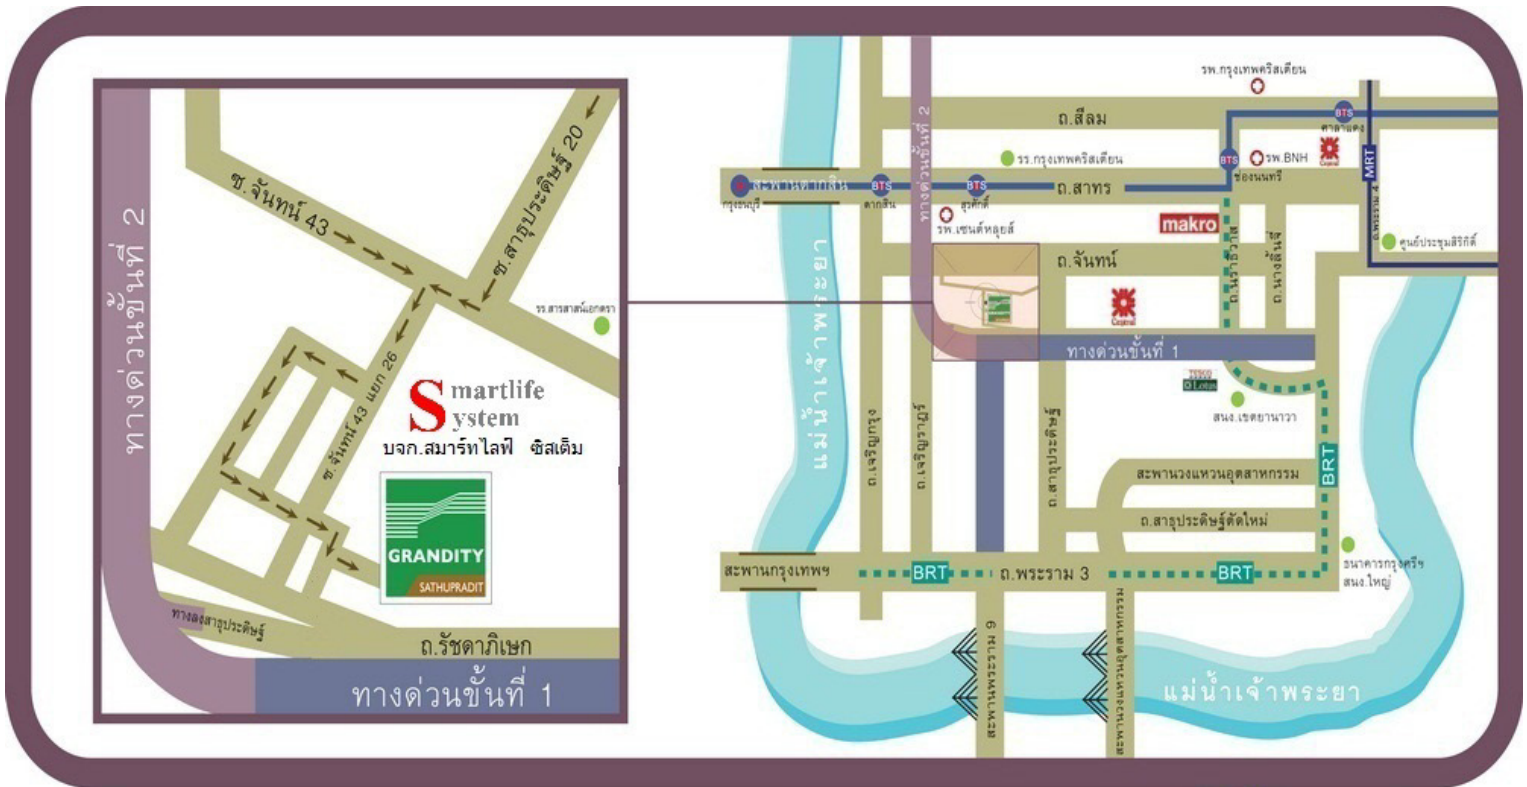 ทางด่วนขั้นที่ 2
ซ.จันทน์ 43
ซ.สาธุประดิษฐ์ 20
รร.สารสาสน์เอกตรา
ซ.จันทน์ 43 แยก 26
Smartlife
System
บจก.สมาร์ทไลฟ์ ซิสเต็ม
GRANDITY
SATHUPRADIT
ทางลงสาธุประดิษฐ์
ถ.รัชดาภิเษก
ทางด่วนขั้นที่ 1
รพ.กรุงเทพคริสเตียน
ทางด่วนขั้นที่ 2
ถ.สีลม
BTS
ศาลาแดง
รร.กรุงเทพคริสเตียน
BTS
ช่องนนทรี
รพ.BNH
Central
MRT
สะพานตากสิน
กรุงธนบุรี
BTS
ตากสิน
BTS
สุรศักดิ์
ถ.สาทร
ถ.พระราม 4
รพ.เซนต์หลุยส์
makro
ถ.นราธิวาส
ถ.นางลิ้นจี่
ศูนย์ประชุมสิริกิติ์
ถ.จันทน์
แม่น้ำเจ้าพระยา
Central
ทางด่วนขั้นที่ 1
TESCO
Lotus
สนง.เขตยานาวา
ถ.เจริญกรุง
ถ.เจริญราษฎร์
ถ.สาธุประดิษฐ์
สะพานวงแหวนอุตสาหกรรม
BRT
ถ.สาธุประดิษฐ์ตัดใหม่
สะพานกรุงเทพฯ
BRT
ถ.พระราม 3
BRT
ธนาคารกรุงศรีฯ
สนง.ใหญ่
สะพานพระราม 9
สะพานวงแหวนอุตสาหกรรม
แม่น้ำเจ้าพระยา